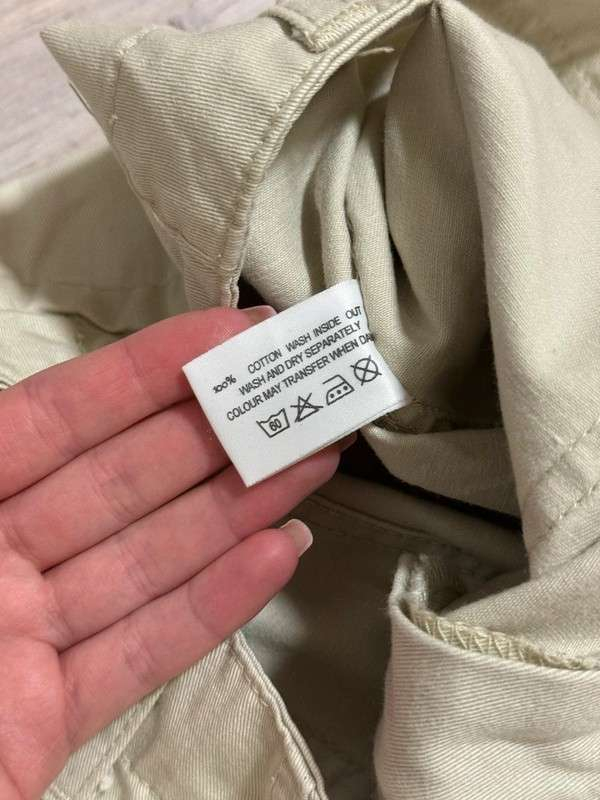 100% COTTON WASH INSIDE OUT
WASH AND DRY SEPARATELY
COLOUR MAY TRANSFER WHEN
60